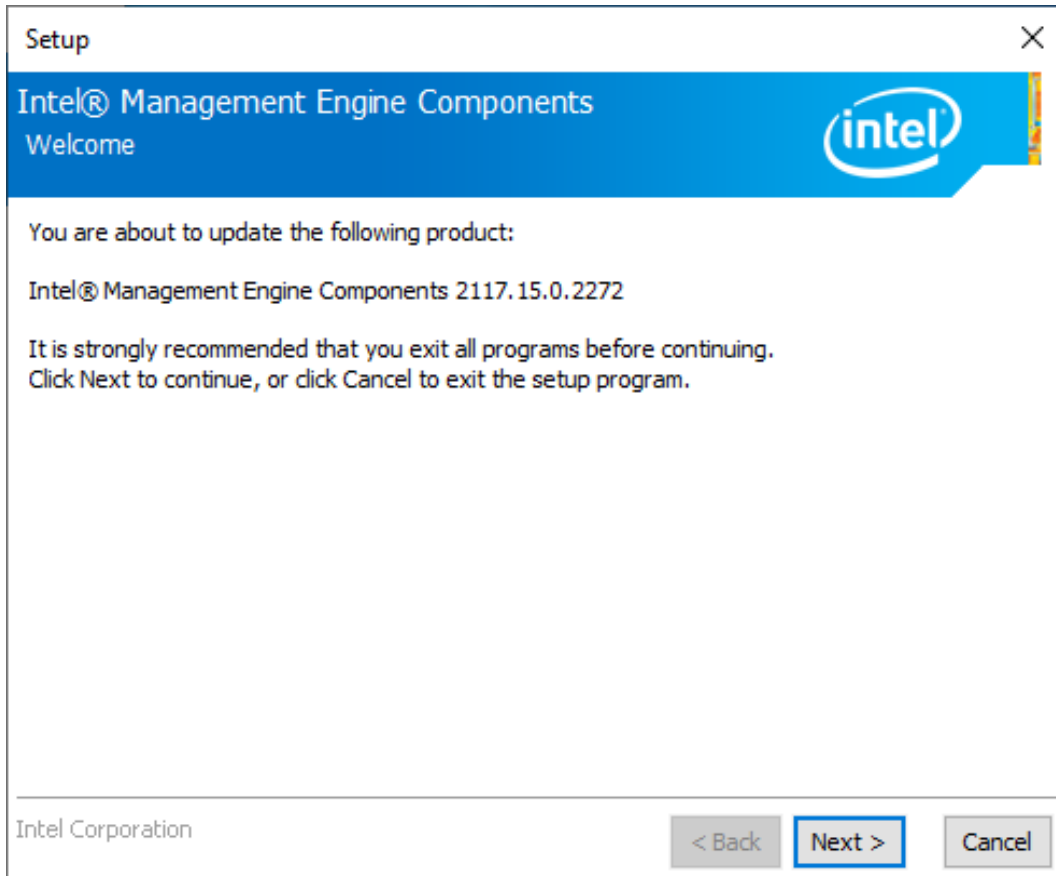 Setup
Intel® Management Engine Components
Welcome
intel
You are about to update the following product:
Intel® Management Engine Components 2117.15.0.2272
It is strongly recommended that you exit all programs before continuing.
Click Next to continue, or click Cancel to exit the setup program.
Intel Corporation
< Back Next > Cancel